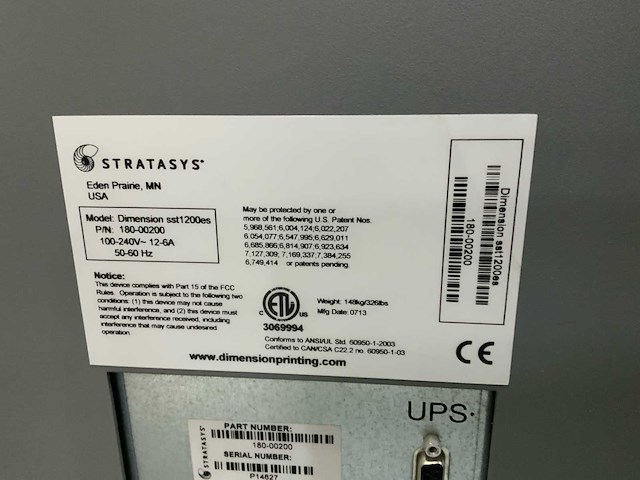 STRATASYS
Eden Prairie, MN
USA
Model: Dimension sst1200es
P/N: 180-00200
100-240V~ 12-6A
50-60 Hz
May be protected by one or
more of the following U.S. Patent Nos.
5,968,561;6,004,124;6,022,207
6.054,077;6,547,995;6,629,011
6,685,866;6,814,907;6,923,634
7,127,309; 7,169,337;7,384,255
6,749,414 or patents pending.
Dimension sst1200es
180-00200
Notice:
This device complies with Part 15 of the FCC
Rules. Operation is subject to the following two
conditions: (1) this device may not cause
harmful interference, and (2) this device must
accept any interference received, including
interference that may cause undesired
operation.
C ETL US
3069994
Weight: 148kg/326lbs
Mfg Date: 0713
Conforms to ANSI/UL Std. 60950-1-2003
Certified to CAN/CSA C22.2 no. 60950-1-03
www.dimensionprinting.com
CE
UPS
STRATASYS
PART NUMBER:
180-00200
SERIAL NUMBER:
P14627